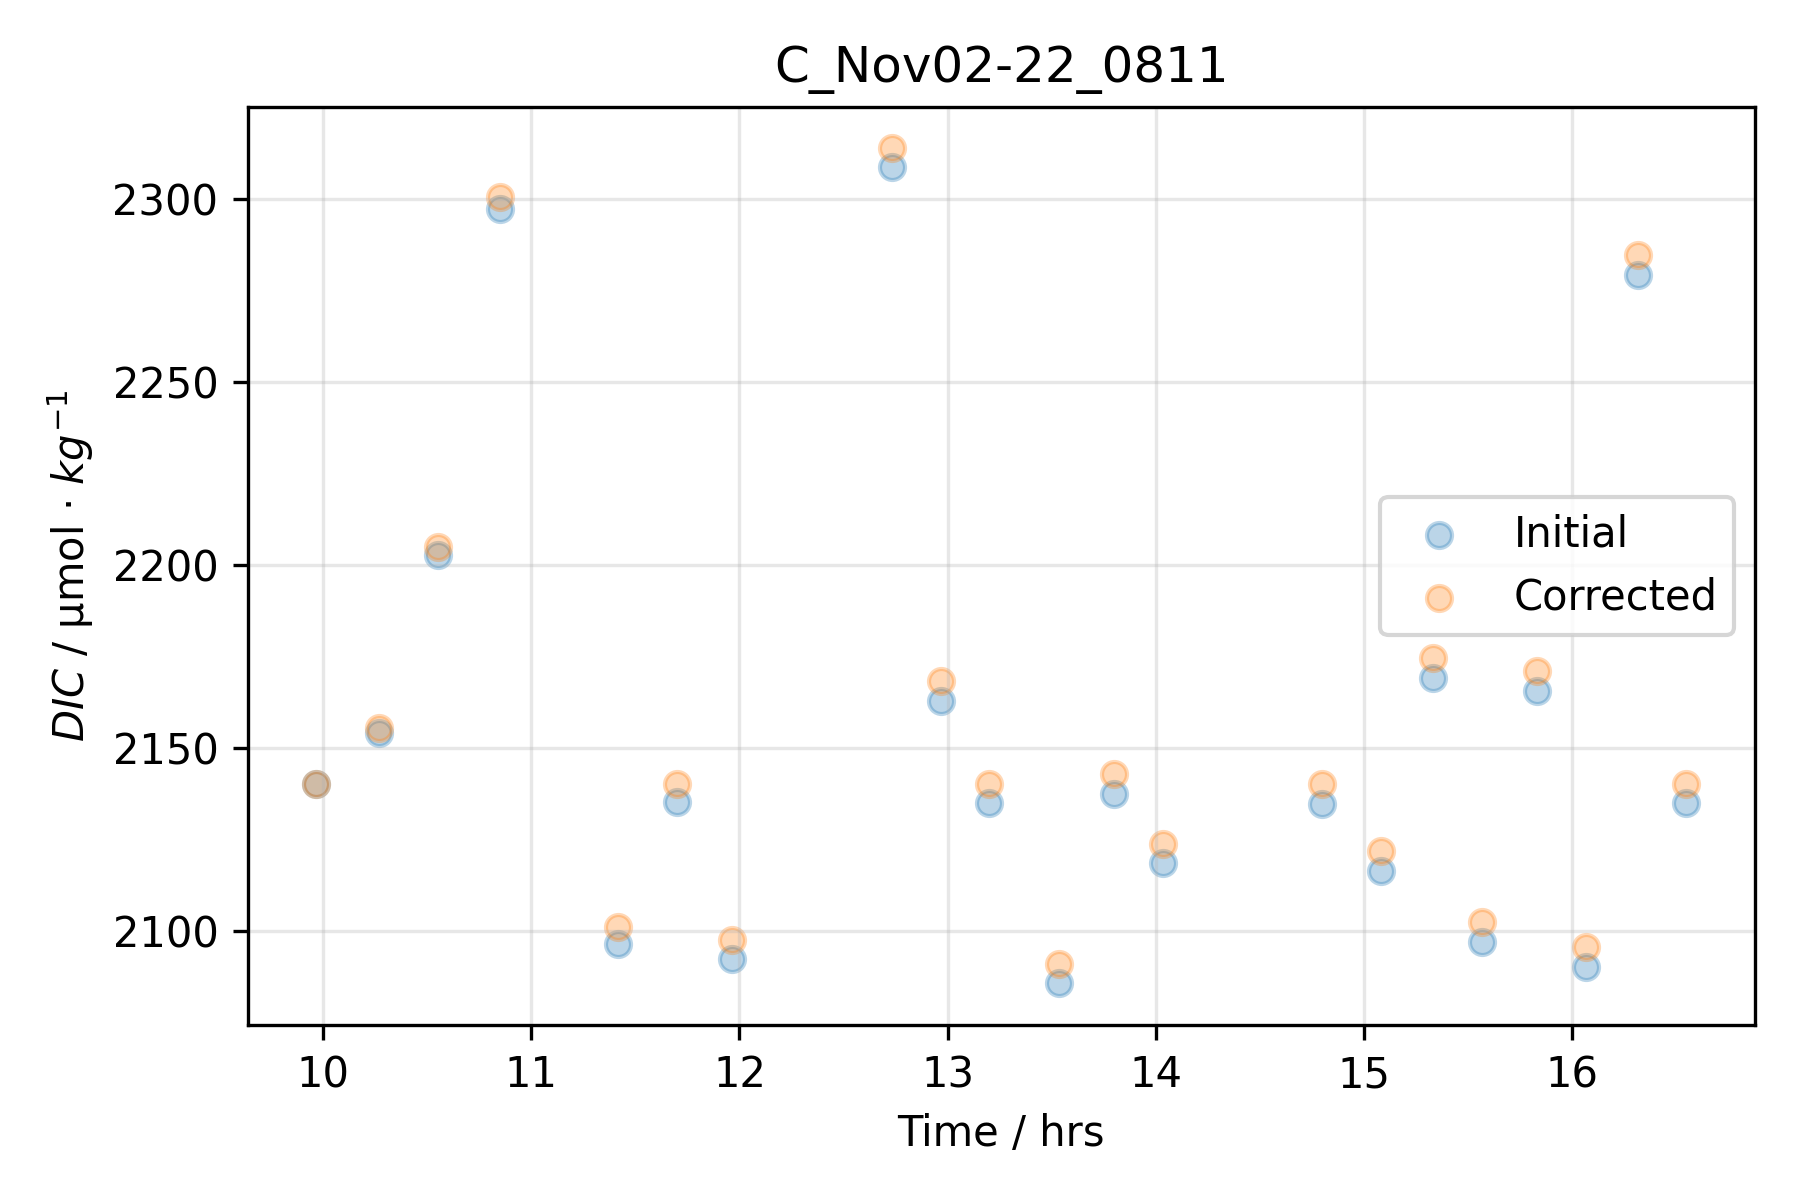 C_Nov02-22_0811
2300
2250
2200
2150
2100
DIC / μmol · kg⁻¹
Initial
Corrected
10 11 12 13 14 15 16
Time / hrs